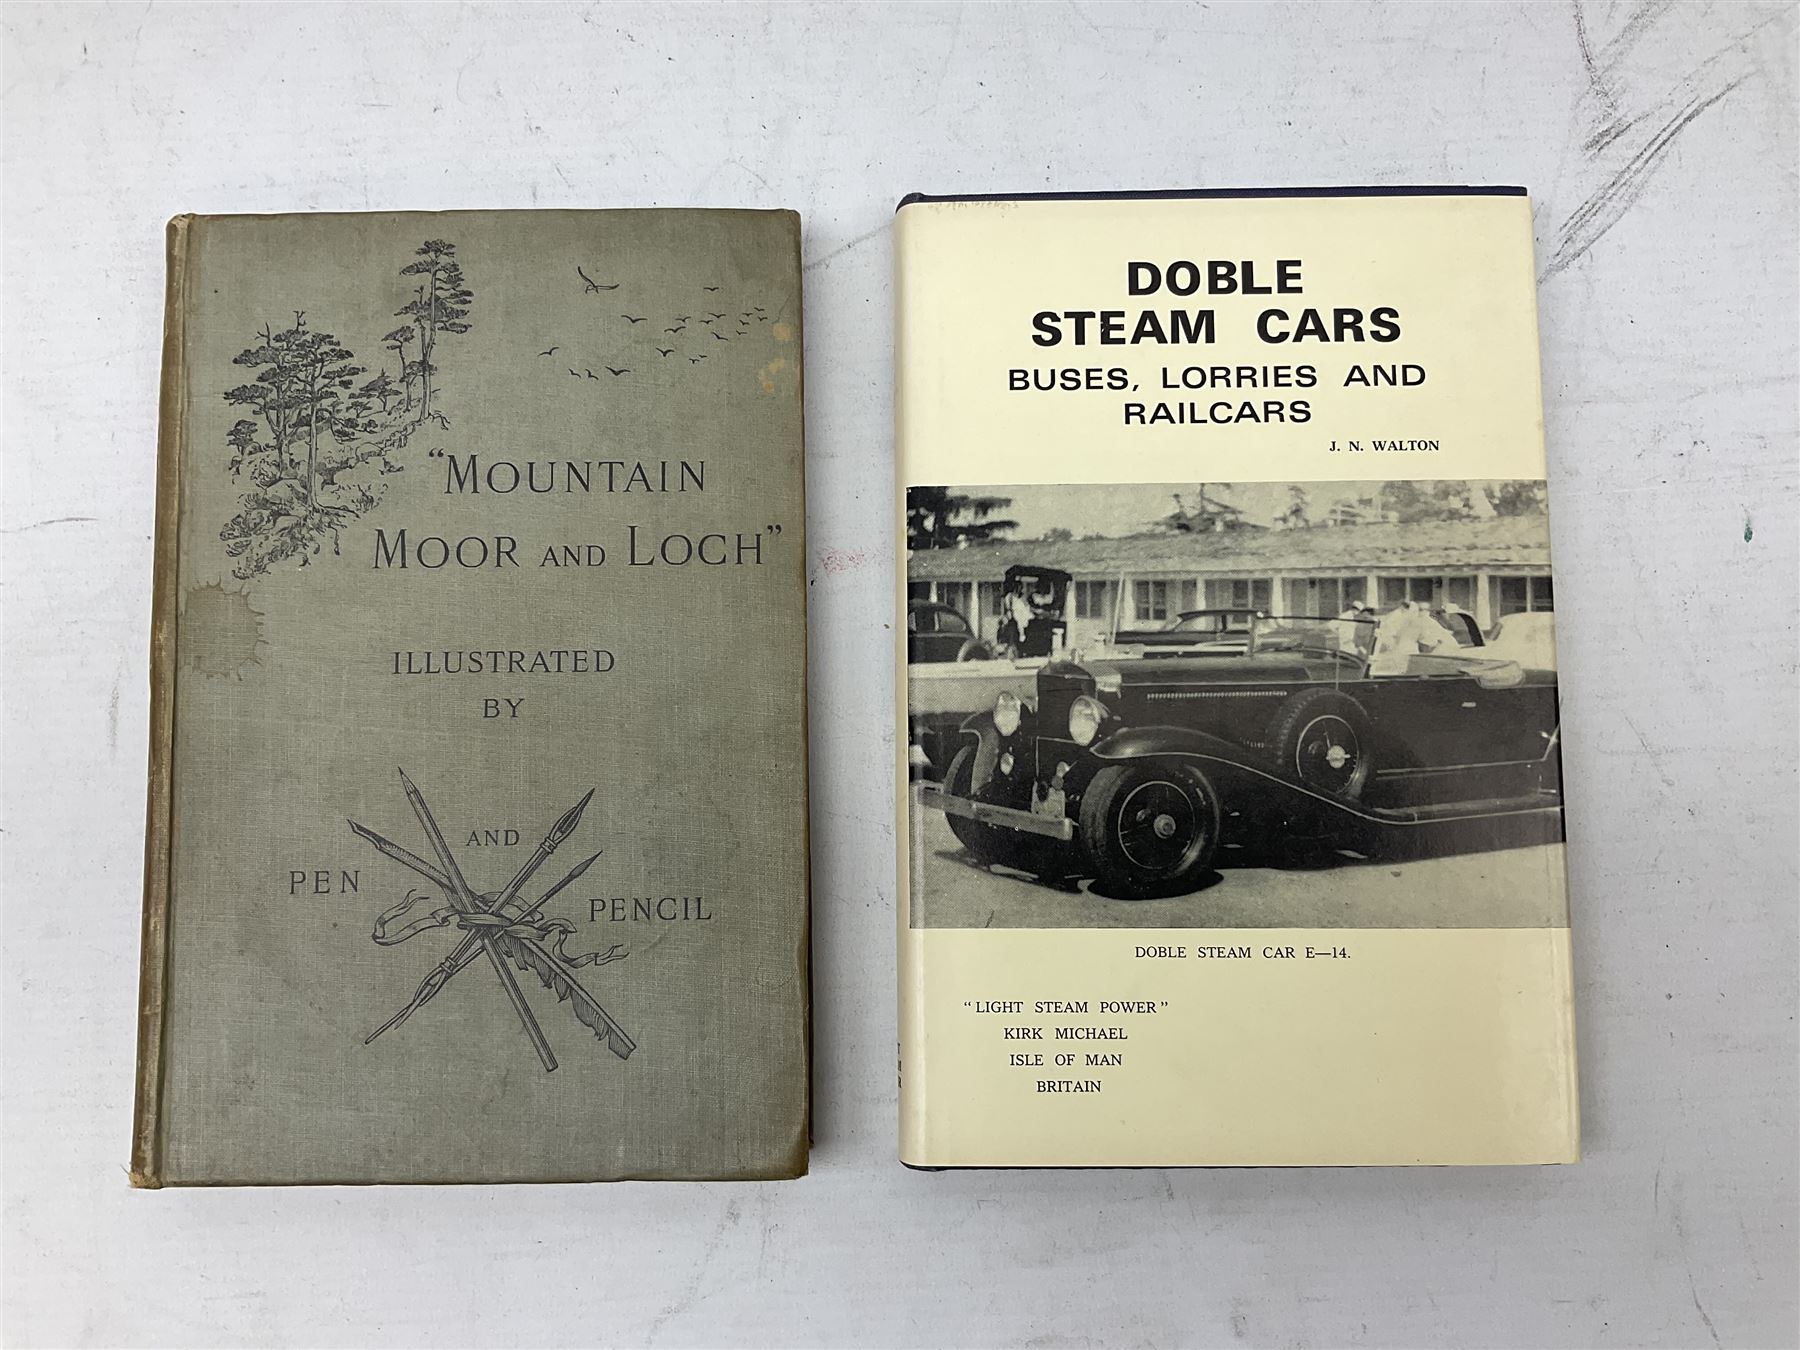 "MOUNTAIN
MOOR AND LOCH"
ILLUSTRATED
BY
PEN
AND
PENCIL
DOBLE
STEAM CARS
BUSES, LORRIES AND
RAILCARS
J. N. WALTON
DOBLE STEAM CAR E—14.
"LIGHT STEAM POWER"
KIRK MICHAEL
ISLE OF MAN
BRITAIN